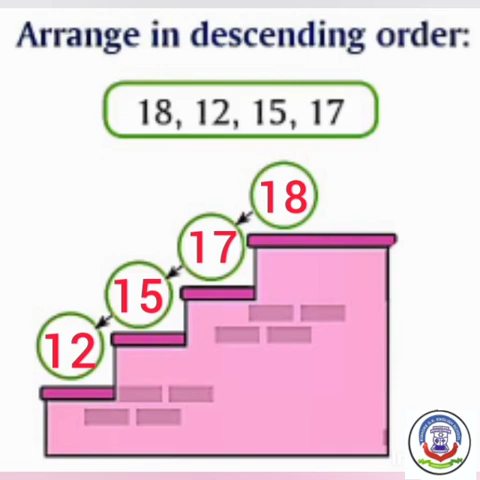 Arrange in descending order:
18, 12, 15, 17
18
17
15
12